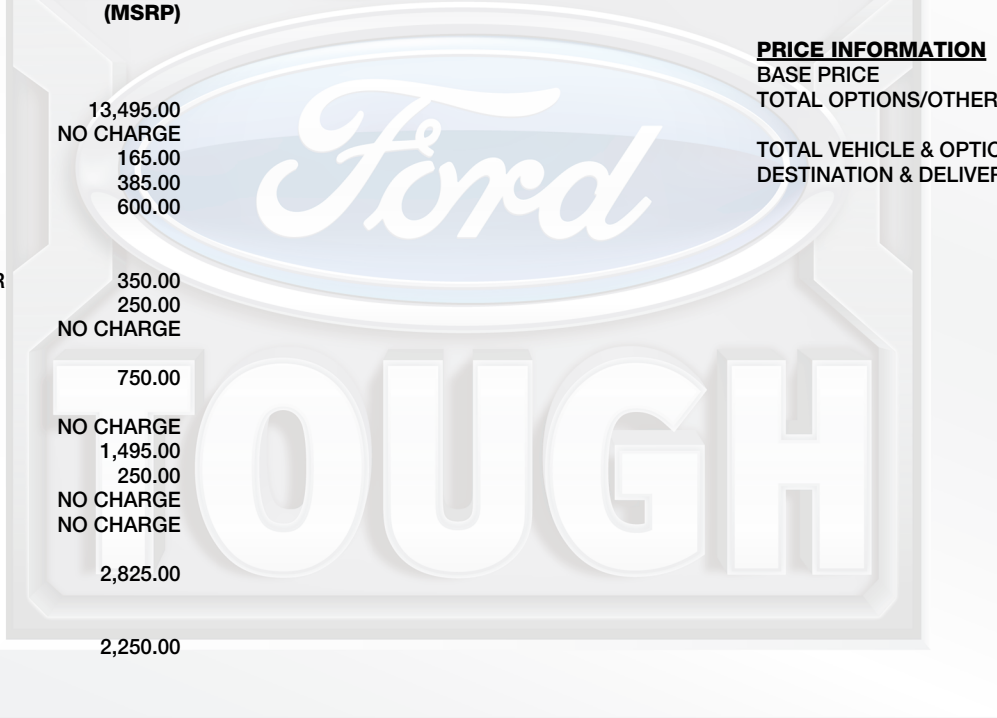 (MSRP)
13,495.00
NO CHARGE
165.00
385.00
600.00
R 350.00
250.00
NO CHARGE
750.00
NO CHARGE
1,495.00
250.00
NO CHARGE
NO CHARGE
2,825.00
2,250.00
PRICE INFORMATION
BASE PRICE
TOTAL OPTIONS/OTHER
TOTAL VEHICLE & OPTIO
DESTINATION & DELIVER
Ford
TOUGH